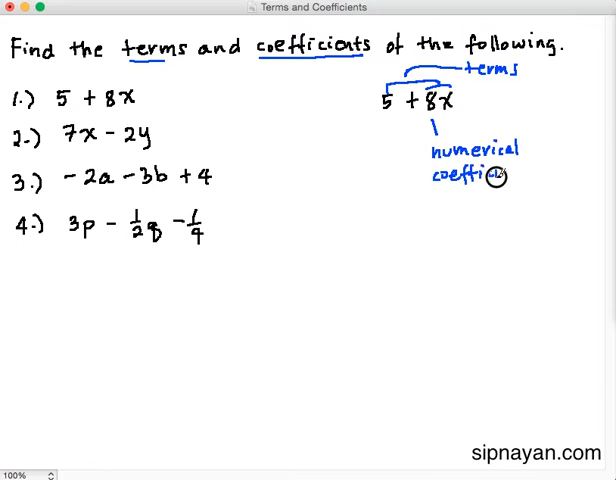 Terms and Coefficients
Find the terms and coefficients of the following.
terms
1.) 5 + 8x
5 + 8x
2.) 7x - 2y
numerical
3.) - 2a - 3b + 4
4.) 3p - 1/2 q - 1/4
sipnayan.com
100%